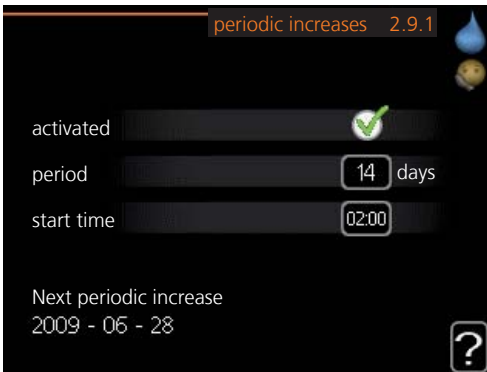 periodic increases 2.9.1
activated
period 14 days
start time 02:00
Next periodic increase
2009 - 06 - 28
?